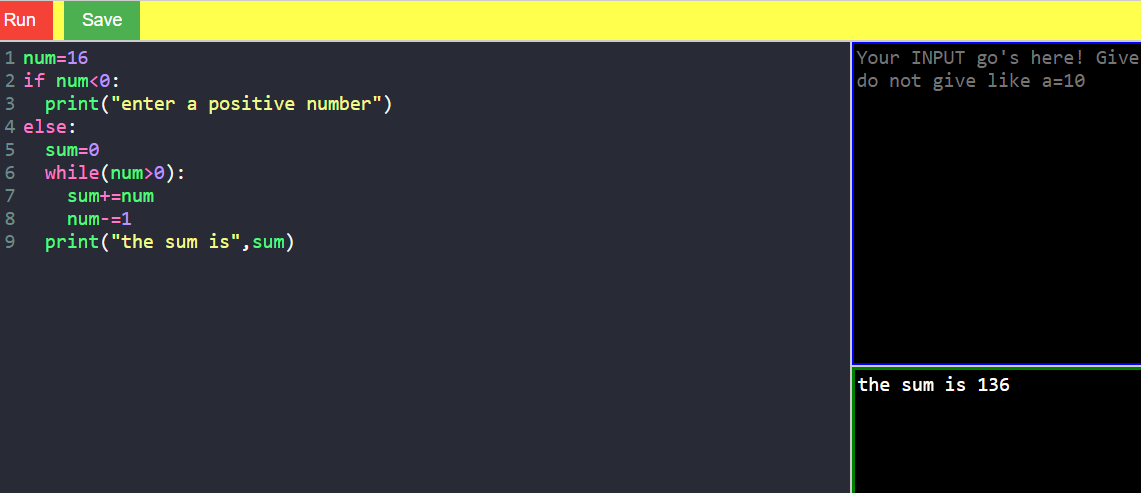 Run Save
1 num=16
2 if num<0:
3   print("enter a positive number")
4 else:
5   sum=0
6   while(num>0):
7     sum+=num
8     num-=1
9   print("the sum is",sum)
Your INPUT go's here! Give
do not give like a=10
the sum is 136